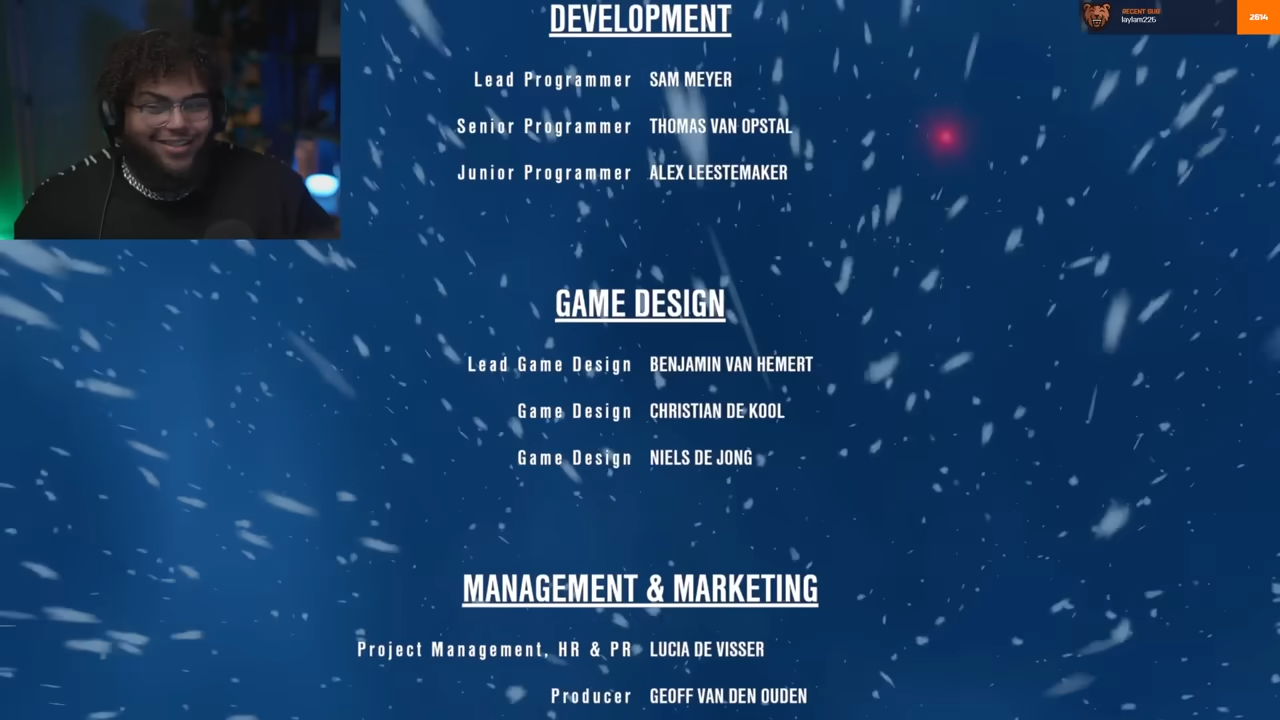 DEVELOPMENT
RECENT SUB
laylam225
2614
Lead Programmer SAM MEYER
Senior Programmer THOMAS VAN OPSTAL
Junior Programmer ALEX LEESTEMAKER
GAME DESIGN
Lead Game Design BENJAMIN VAN HEMERT
Game Design CHRISTIAN DE KOOL
Game Design NIELS DE JONG
MANAGEMENT & MARKETING
Project Management, HR & PR LUCIA DE VISSER
Producer GEOFF VAN DEN OUDEN